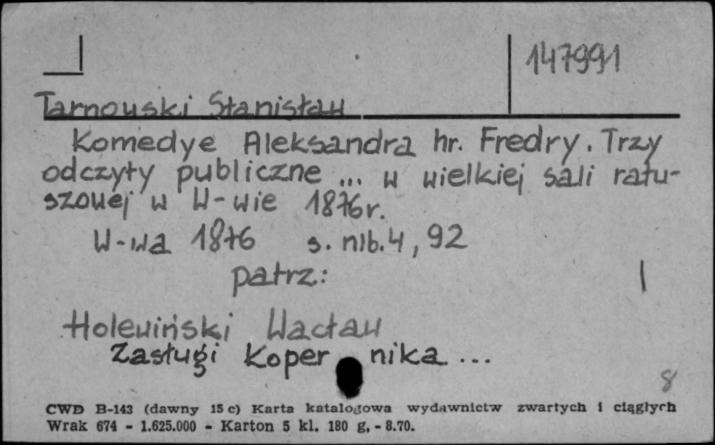 147991
Tarnowski Stanisław
Komedye Aleksandra hr. Fredry. Trzy
odczyty publiczne ... w wielkiej sali ratu-
szowej w W-wie 1876 r.
W-wa 1876 s. nlb. 4, 92
patrz:
Holewiński Wacław
Zasługi Koper nika ...
8
CWD B-143 (dawny 15 c) Karta katalogowa wydawnictw zwartych i ciągłych
Wrak 674 - 1.625.000 - Karton 5 kl. 180 g, - 8.70.